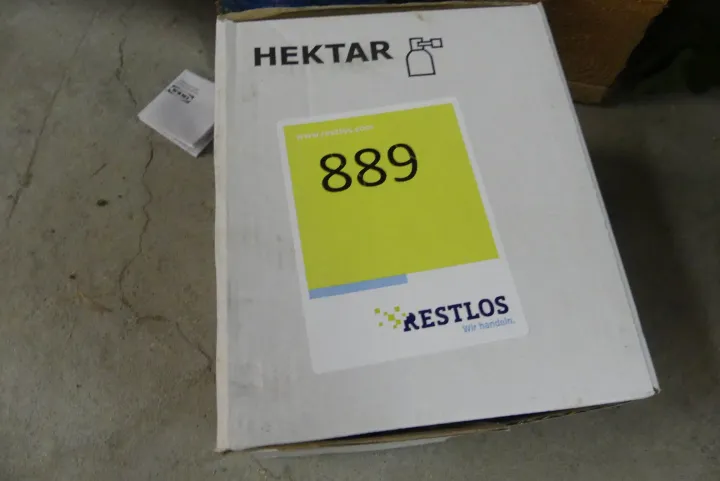 HEKTAR
www.restlos.com
889
RESTLOS
Wir handeln.